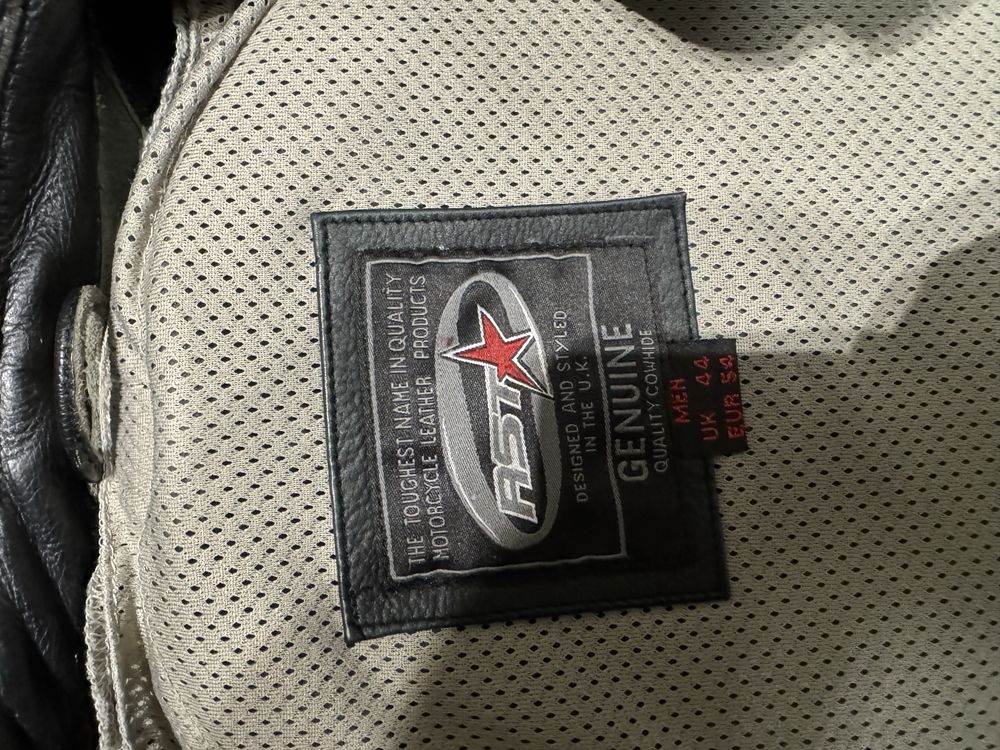 THE TOUGHEST NAME IN QUALITY
MOTORCYCLE LEATHER PRODUCTS
AST
DESIGNED AND STYLED
IN THE U.K.
GENUINE
QUALITY COWHIDE
MEN
UK 44
EUR 54